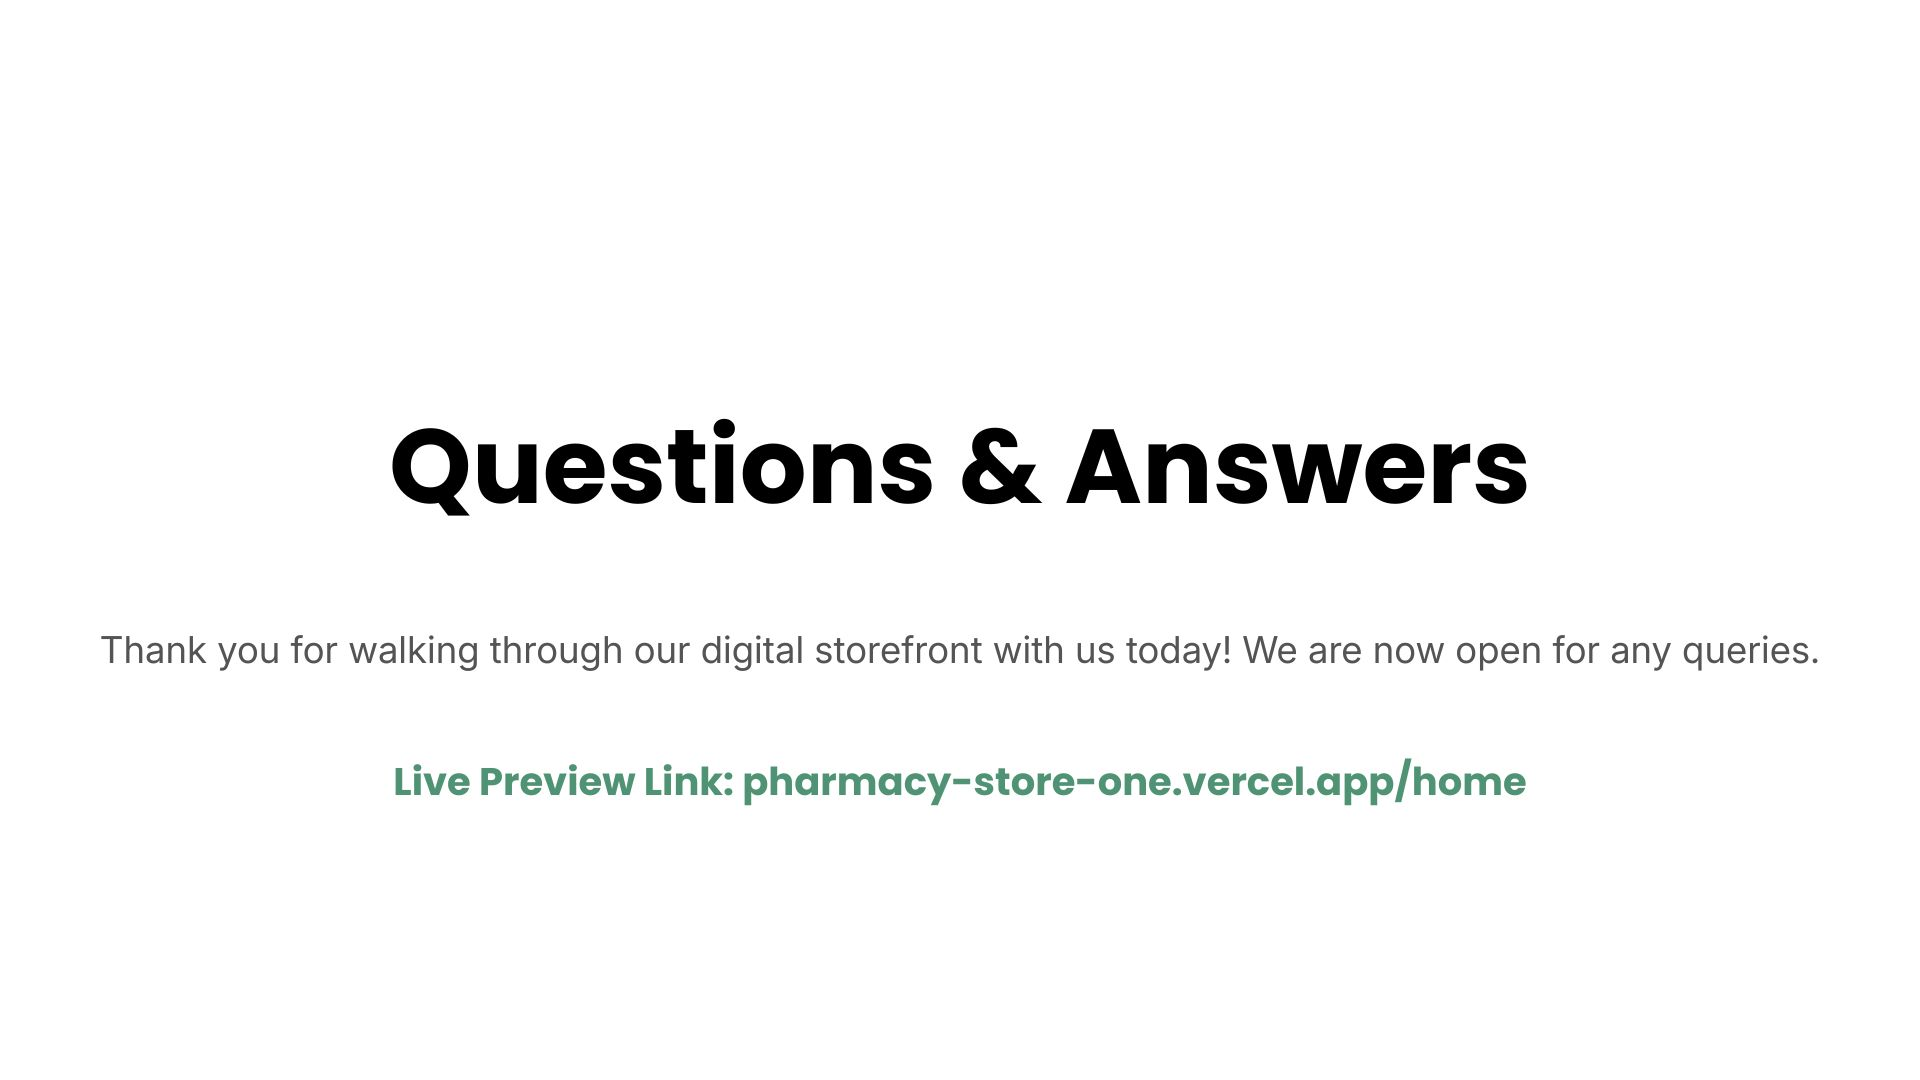 Questions & Answers
Thank you for walking through our digital storefront with us today! We are now open for any queries.
Live Preview Link: pharmacy-store-one.vercel.app/home